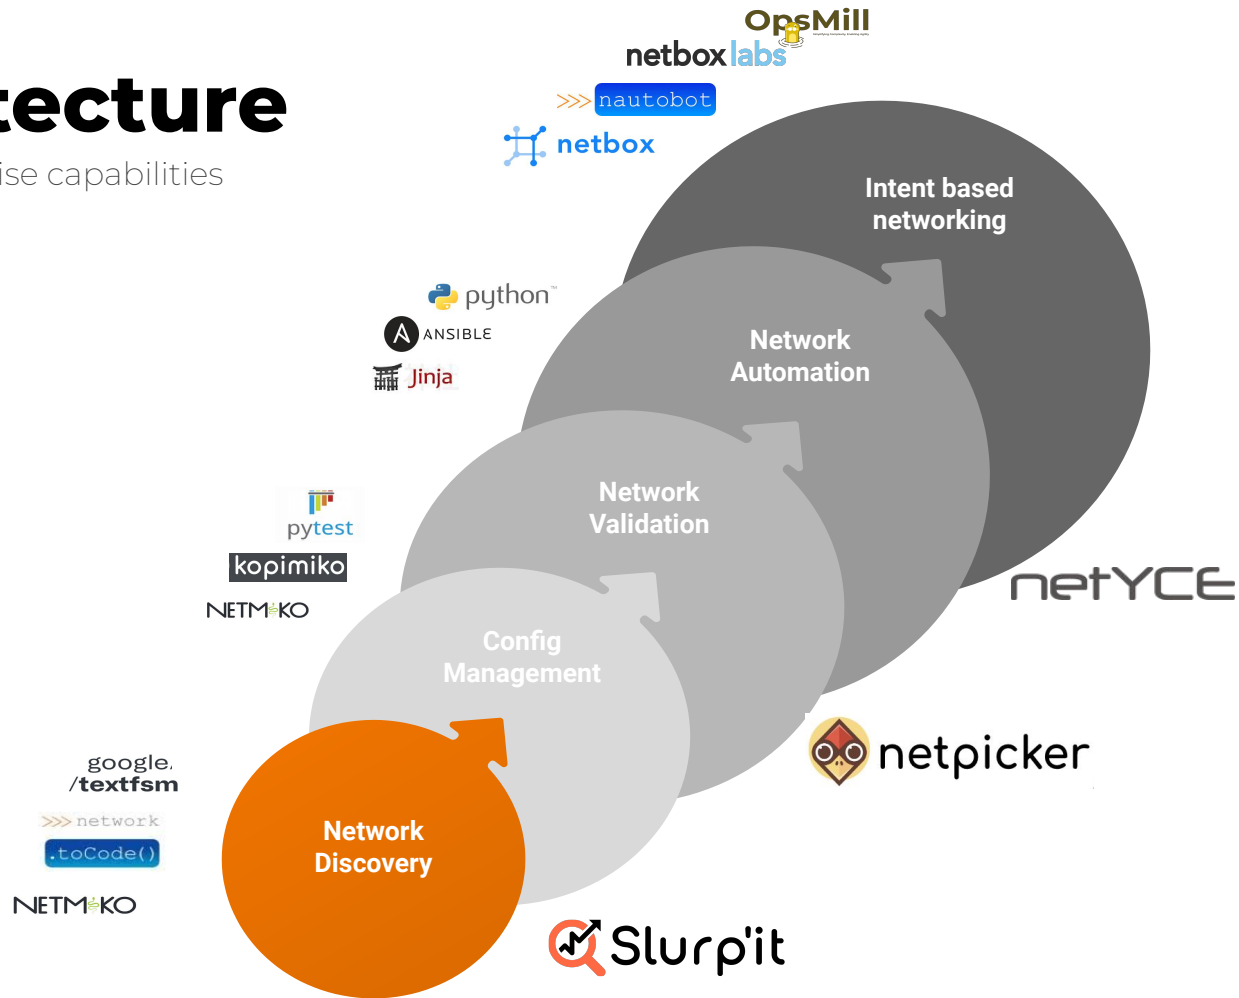 OpsMill
netbox labs
tecture
>>> nautobot
netbox
ise capabilities
Intent based
networking
python™
ANSIBLE
Jinja
Network
Automation
pytest
kopimiko
NETMIKO
Network
Validation
netYCE
Config
Management
netpicker
google.
/textfsm
>>> network
.toCode()
NETMIKO
Network
Discovery
Slurp'it